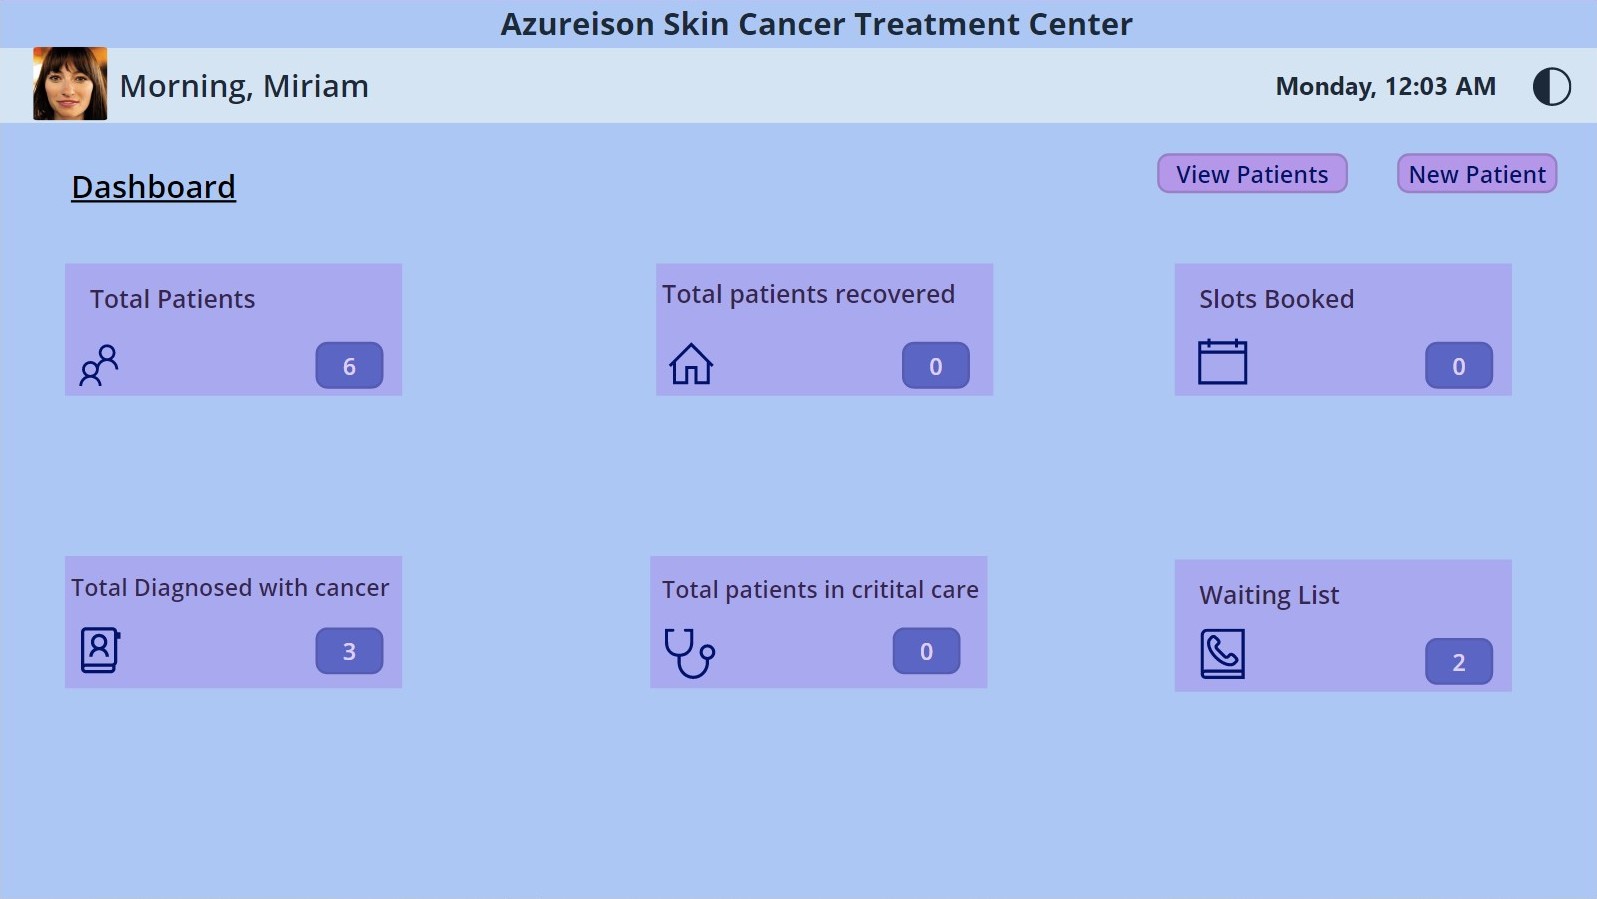 Azureison Skin Cancer Treatment Center
Morning, Miriam
Monday, 12:03 AM
Dashboard
View Patients
New Patient
Total Patients
6
Total patients recovered
0
Slots Booked
0
Total Diagnosed with cancer
3
Total patients in critital care
0
Waiting List
2